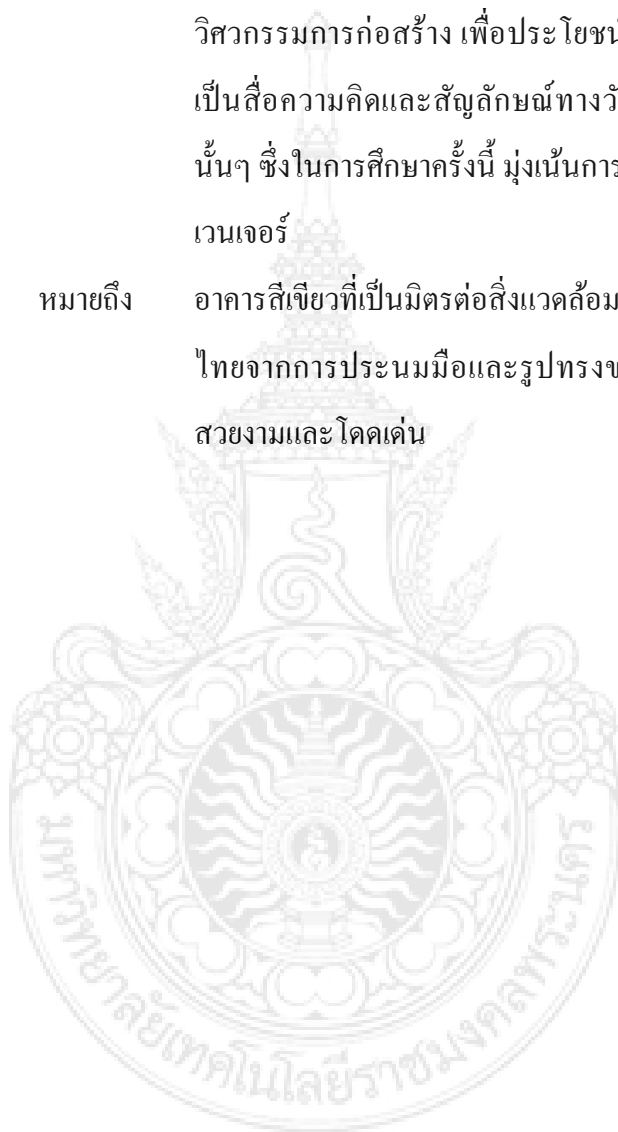 วิศวกรรมการก่อสร้าง เพื่อประโยชน์
เป็นสื่อความคิดและสัญลักษณ์ทางวั
นั้นๆ ซึ่งในการศึกษาครั้งนี้ มุ่งเน้นการ
เวนเจอร์
หมายถึง อาคารสีเขียวที่เป็นมิตรต่อสิ่งแวดล้อม
ไทยจากการประนมมือและรูปทรงข
สวยงามและโดดเด่น
มหาวิทยาลัยเทคโนโลยีราชมงคลพระนคร